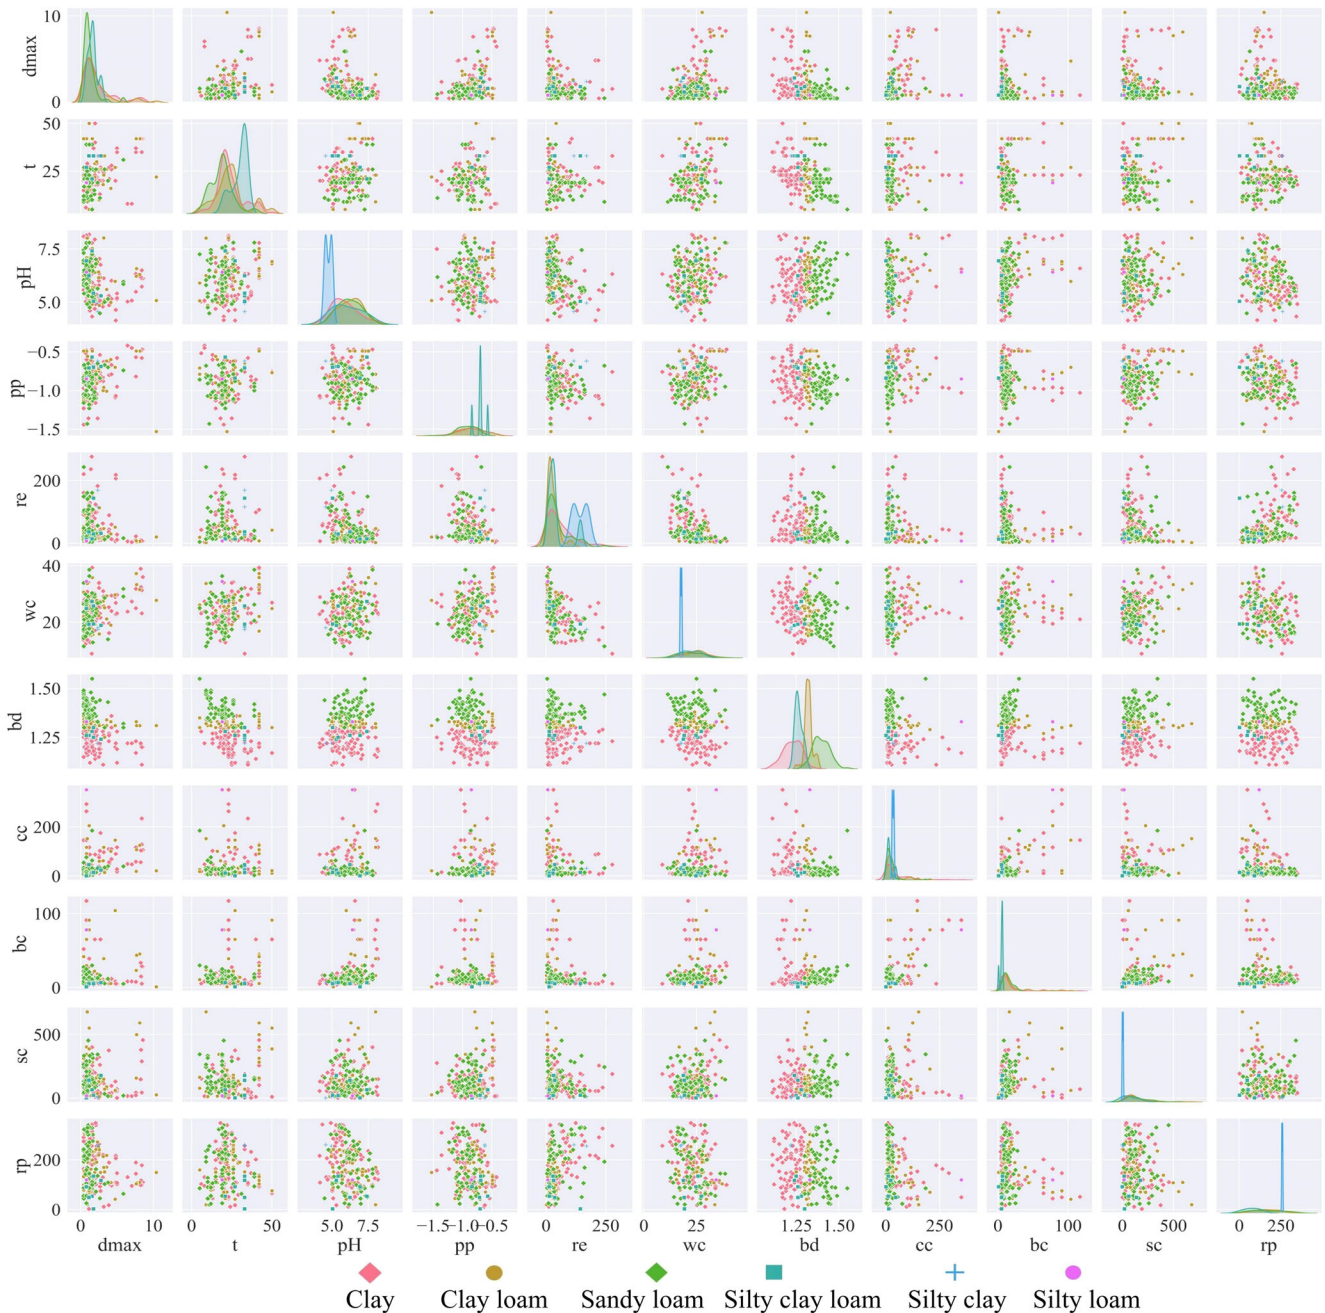 10
0
dmax
50
25
t
7.5
5.0
pH
−0.5
−1.0
−1.5
pp
200
0
re
40
20
wc
1.50
1.25
bd
200
0
cc
100
0
bc
500
0
sc
200
0
rp
0 10 0 50 5.0 7.5 −1.5−1.0−0.5 0 250 0 25 1.25 1.50 0 250 0 100 0 500 0 250
dmax t pH pp re wc bd cc bc sc rp
Clay Clay loam Sandy loam Silty clay loam Silty clay Silty loam